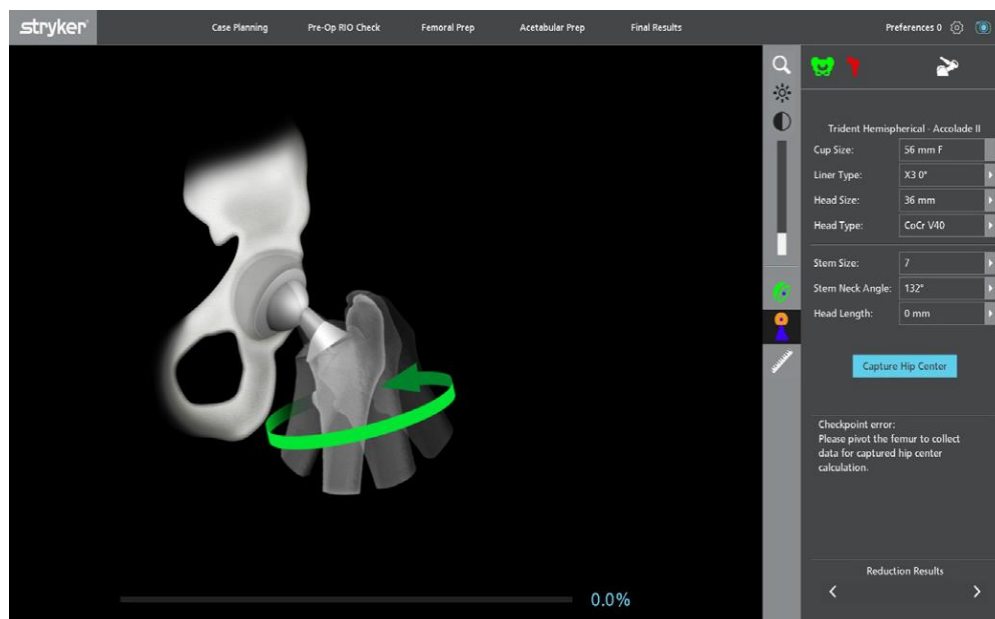 stryker
Case Planning
Pre-Op RIO Check
Femoral Prep
Acetabular Prep
Final Results
Preferences 0
Trident Hemispherical - Accolade II
Cup Size: 56 mm F
Liner Type: X3 0°
Head Size: 36 mm
Head Type: CoCr V40
Stem Size: 7
Stem Neck Angle: 132°
Head Length: 0 mm
Capture Hip Center
Checkpoint error:
Please pivot the femur to collect
data for captured hip center
calculation.
Reduction Results
0.0%